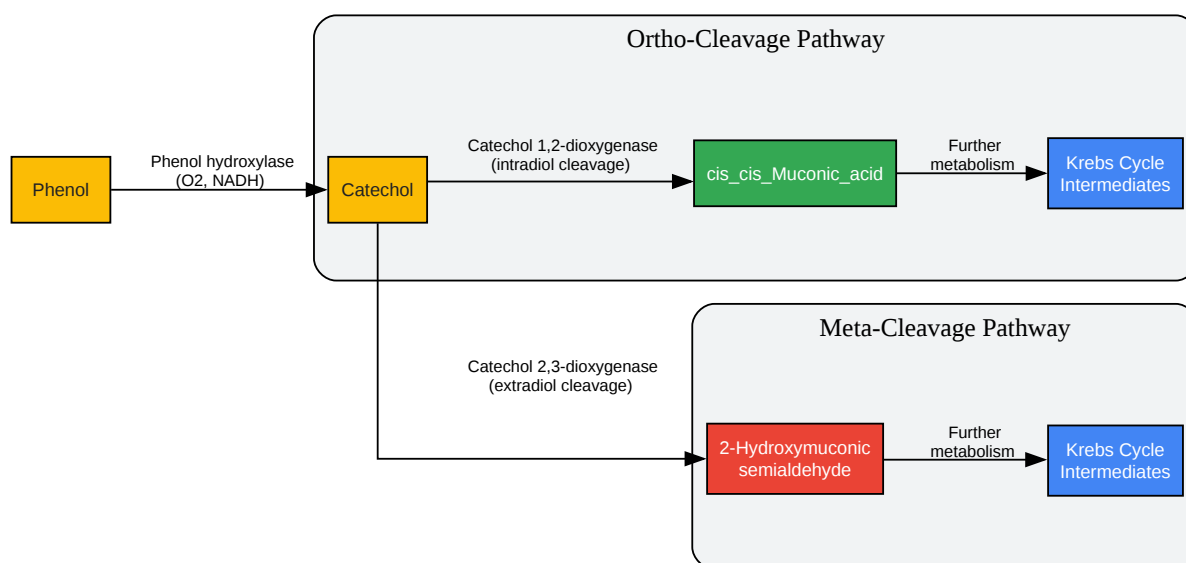 Ortho-Cleavage Pathway
Phenol
Phenol hydroxylase
(O2, NADH)
Catechol
Catechol 1,2-dioxygenase
(intradiol cleavage)
cis_cis_Muconic_acid
Further
metabolism
Krebs Cycle
Intermediates
Meta-Cleavage Pathway
Catechol 2,3-dioxygenase
(extradiol cleavage)
2-Hydroxymuconic
semialdehyde
Further
metabolism
Krebs Cycle
Intermediates